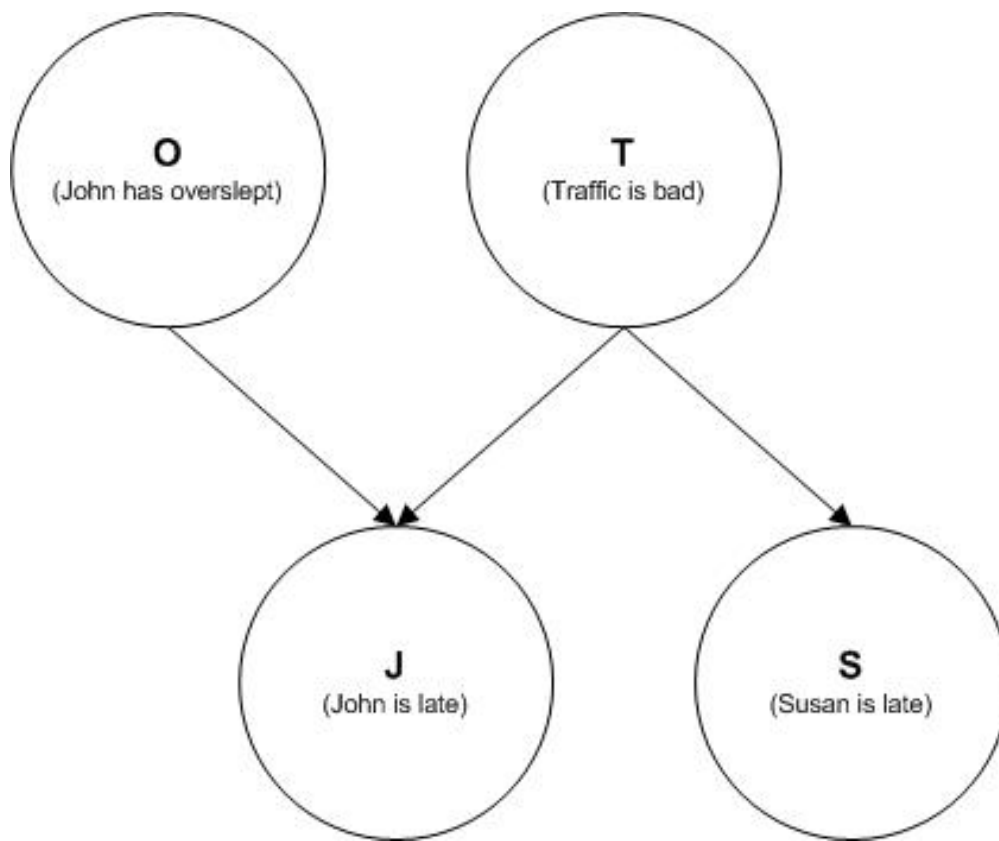 O
(John has overslept)
T
(Traffic is bad)
J
(John is late)
S
(Susan is late)